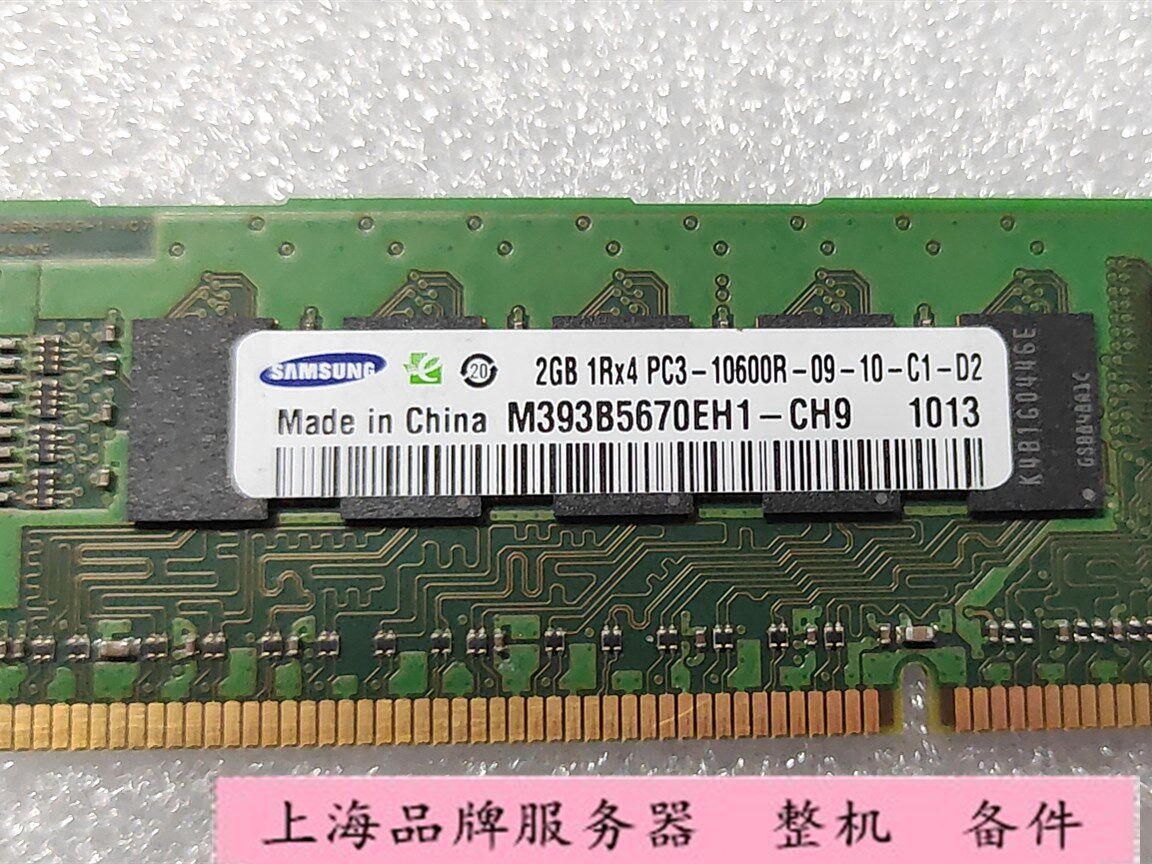 SAMSUNG 20 2GB 1Rx4 PC3-10600R-09-10-C1-D2
Made in China M393B5670EH1-CH9 1013
K4B1G0446E
上海品牌服务器 整机 备件